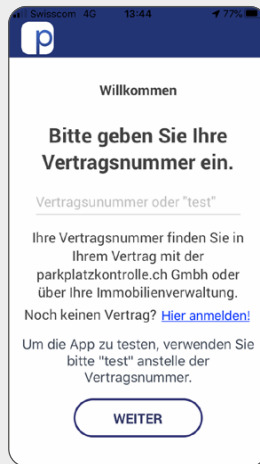 Swisscom 4G 13:44 77%
p
Willkommen
Bitte geben Sie Ihre
Vertragsnummer ein.
Vertragsunummer oder "test"
Ihre Vertragsnummer finden Sie in
Ihrem Vertrag mit der
parkplatzkontrolle.ch Gmbh oder
über Ihre Immobilienverwaltung.
Noch keinen Vertrag? Hier anmelden!
Um die App zu testen, verwenden Sie
bitte "test" anstelle der
Vertragsnummer.
WEITER